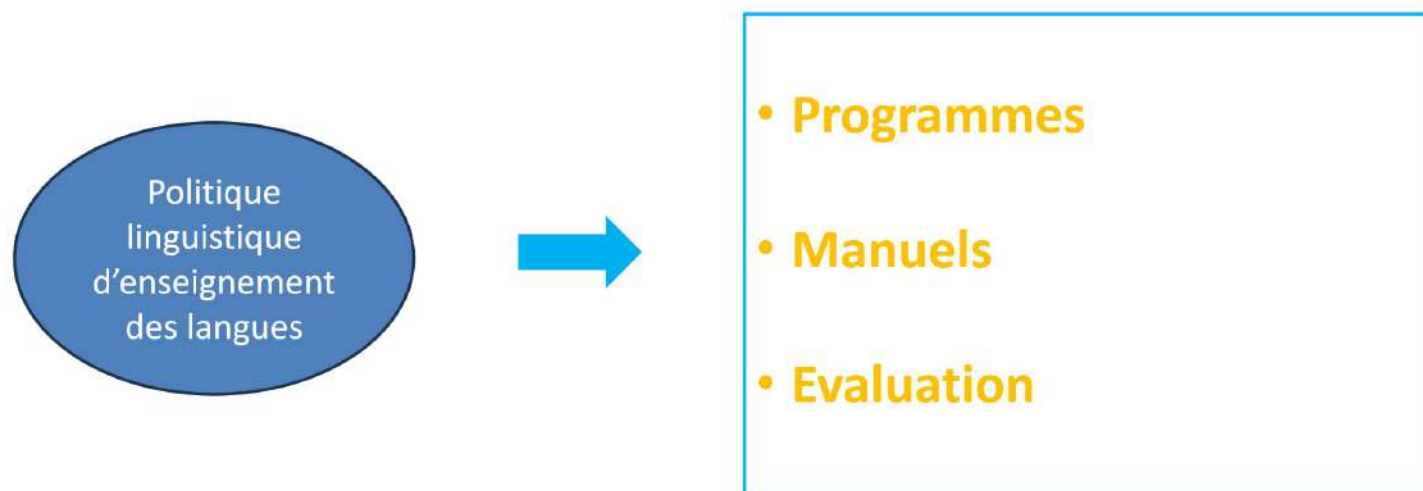 Politique
linguistique
d’enseignement
des langues
• Programmes
• Manuels
• Evaluation